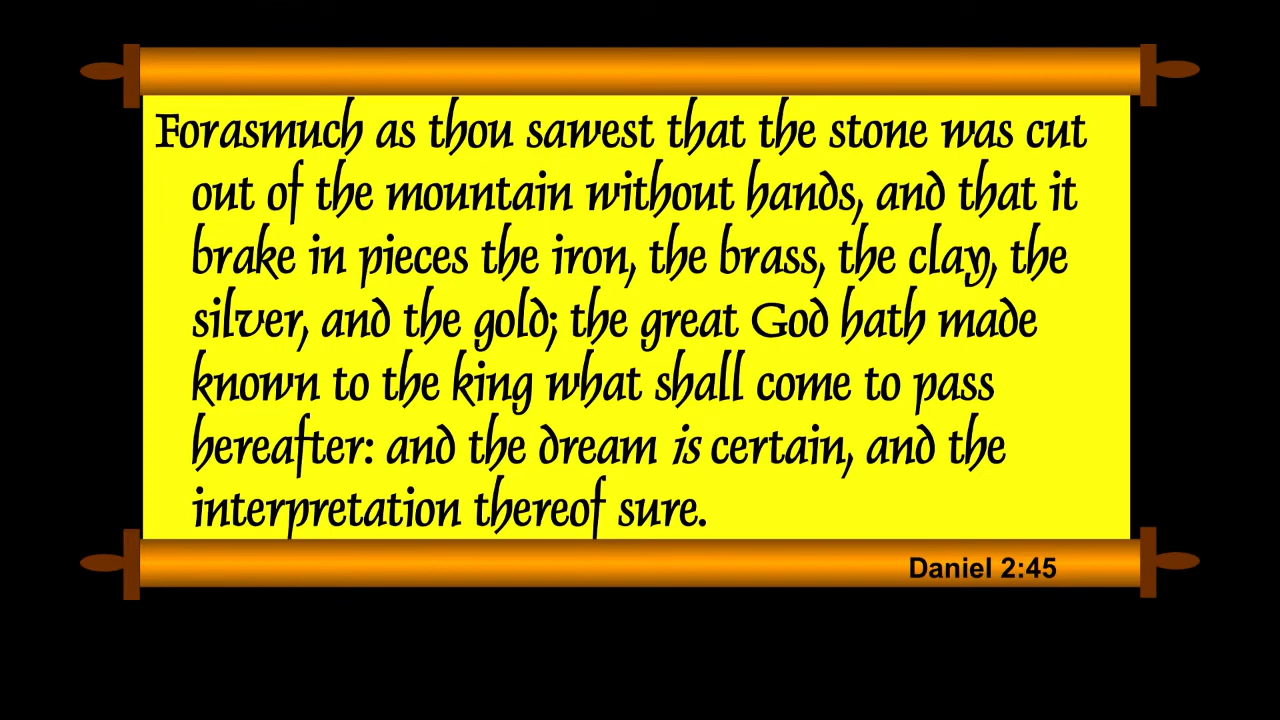 Forasmuch as thou sawest that the stone was cut
out of the mountain without hands, and that it
brake in pieces the iron, the brass, the clay, the
silver, and the gold; the great God hath made
known to the king what shall come to pass
hereafter: and the dream is certain, and the
interpretation thereof sure.
Daniel 2:45